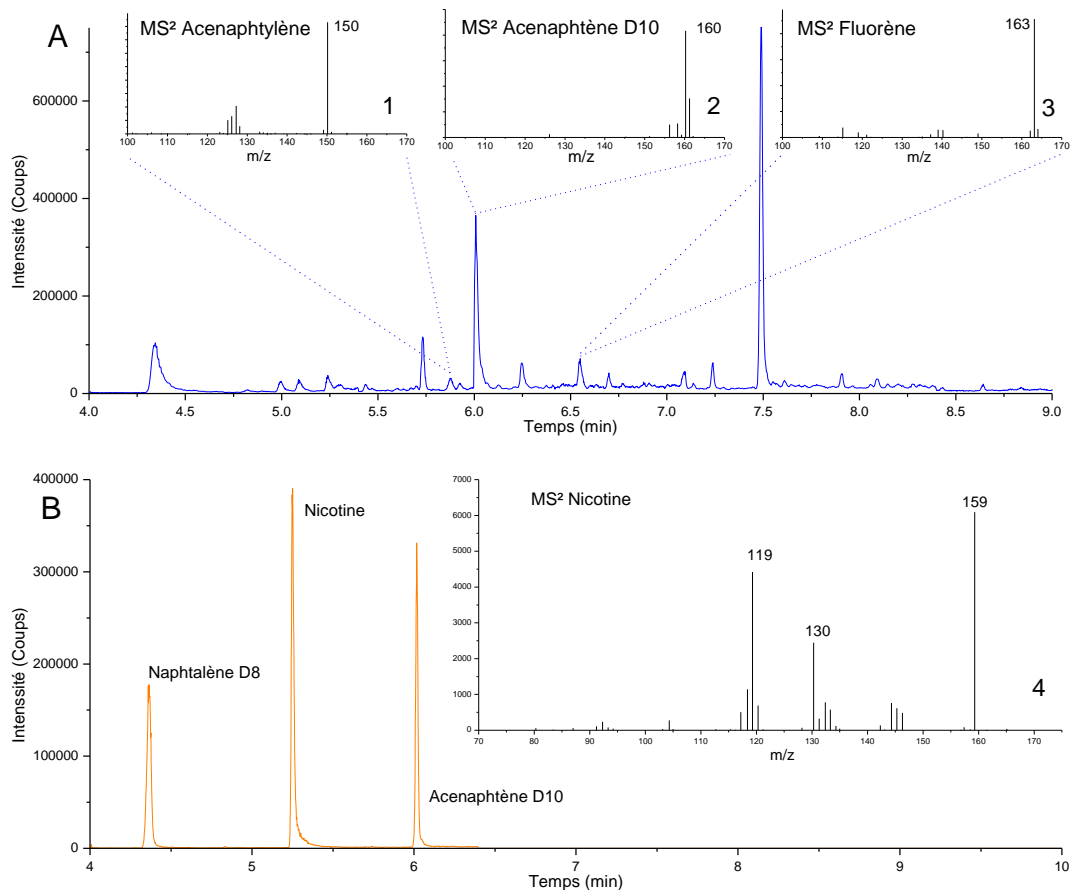 A
MS² Acenaphtylène
150
1
100 110 120 130 140 150 160 170
m/z
MS² Acenaphtène D10
160
2
100 110 120 130 140 150 160 170
m/z
MS² Fluorène
163
3
100 110 120 130 140 150 160 170
m/z
Intenssité (Coups)
600000
400000
200000
0
4.0 4.5 5.0 5.5 6.0 6.5 7.0 7.5 8.0 8.5 9.0
Temps (min)
B
Intenssité (Coups)
400000
300000
200000
100000
0
Naphtalène D8
Nicotine
Acenaphtène D10
4 5 6 7 8 9 10
Temps (min)
MS² Nicotine
7000
6000
5000
4000
3000
2000
1000
0
119
130
159
4
70 80 90 100 110 120 130 140 150 160 170
m/z